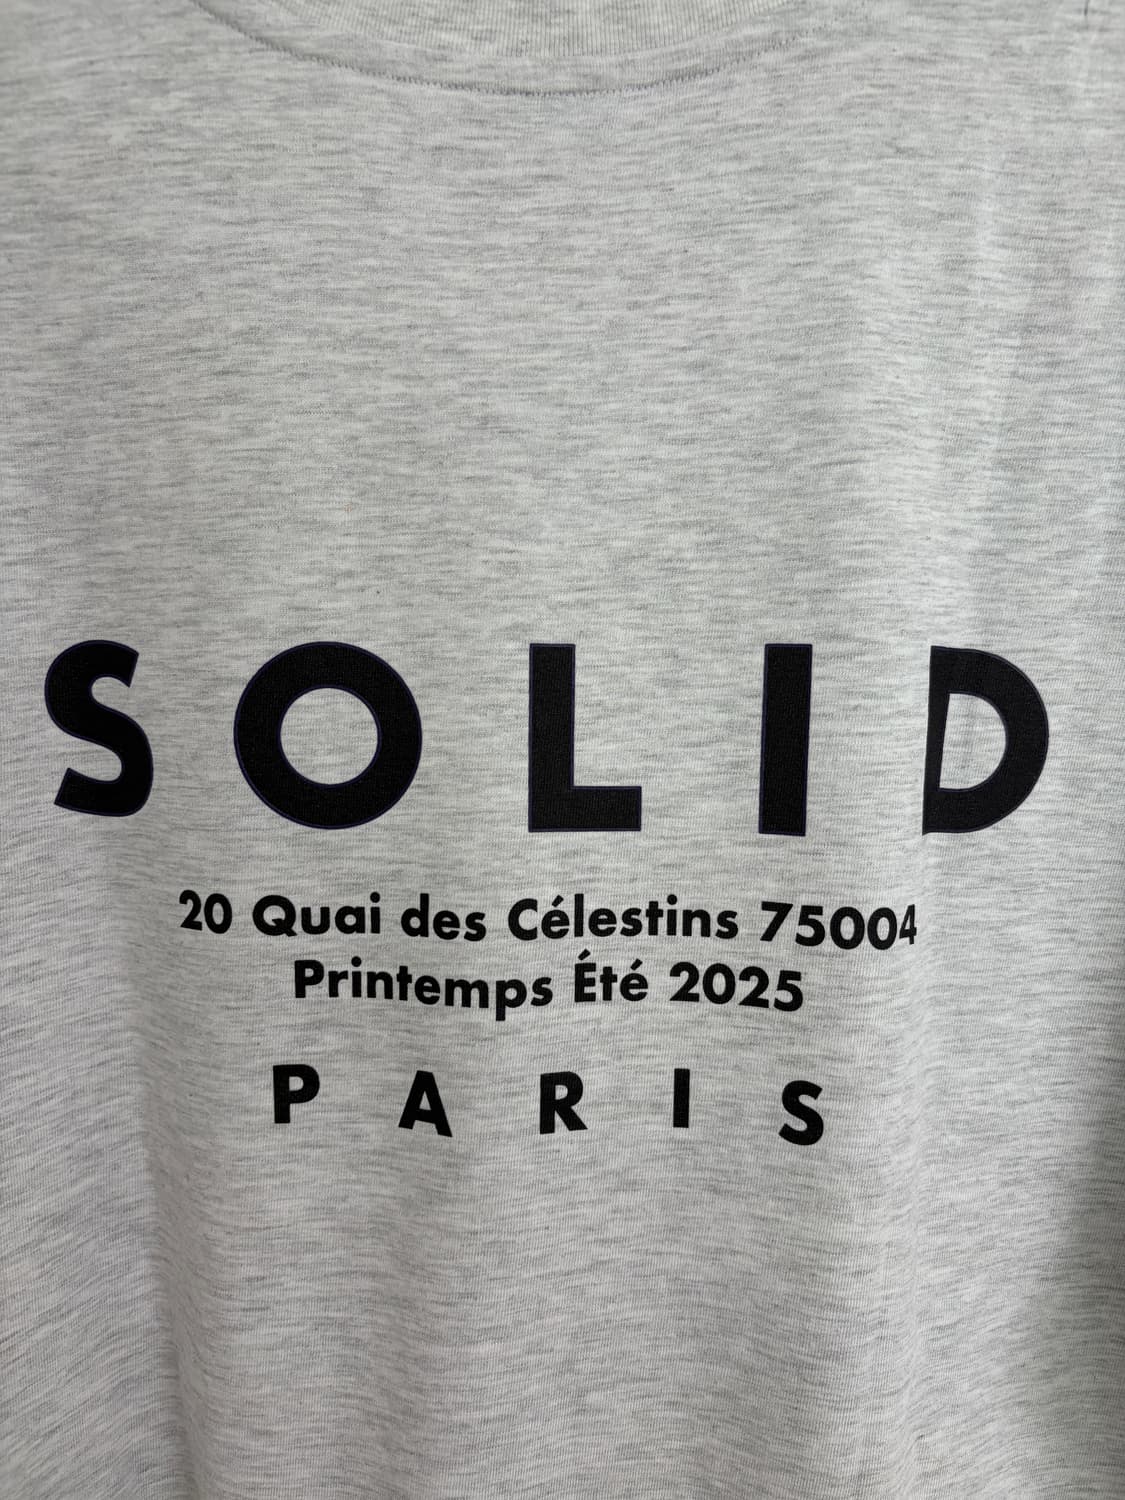 SOLID
20 Quai des Célestins 75004
Printemps Été 2025
PARIS